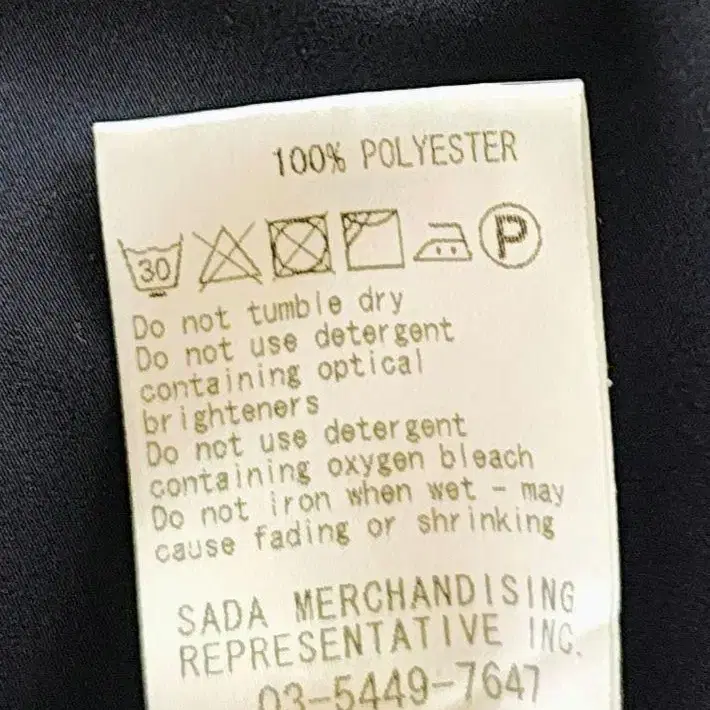 100% POLYESTER
30 P
Do not tumble dry
Do not use detergent
containing optical
brighteners
Do not use detergent
containing oxygen bleach
Do not iron when wet - may
cause fading or shrinking
SADA MERCHANDISING
REPRESENTATIVE INC.
03-5449-7647